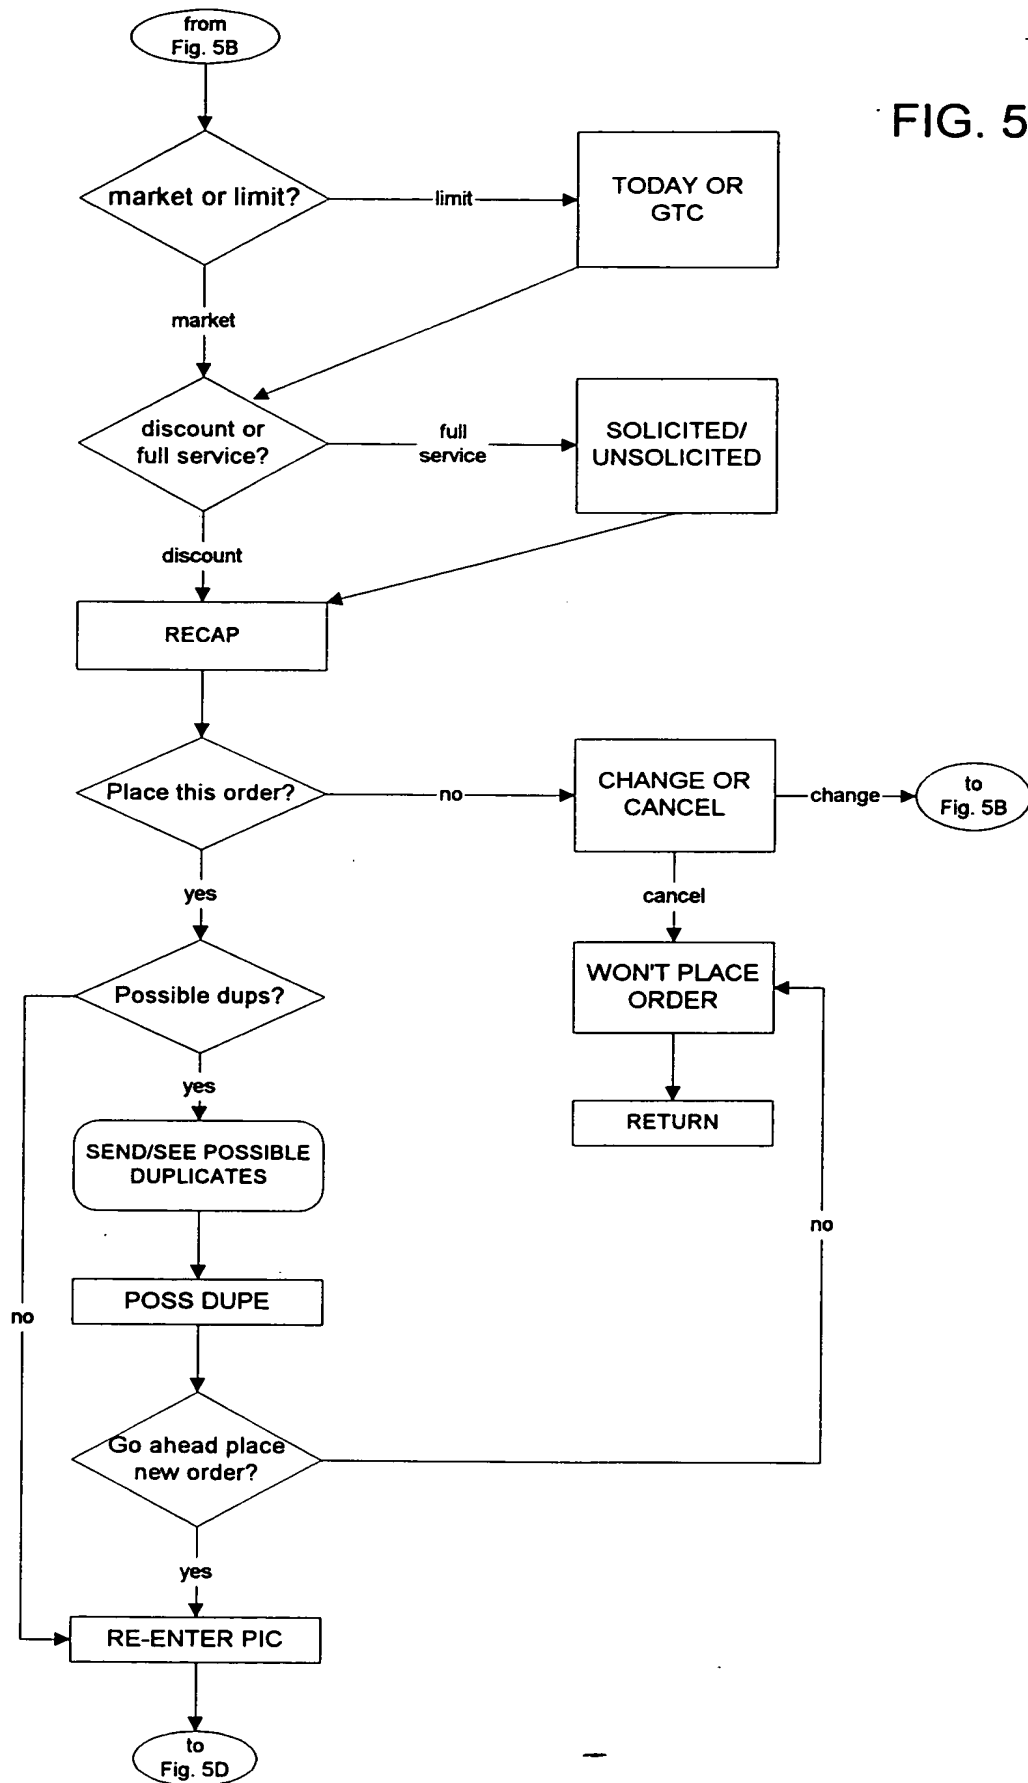 from
Fig. 5B
FIG. 5
market or limit?
limit
TODAY OR
GTC
market
discount or
full service?
full
service
SOLICITED/
UNSOLICITED
discount
RECAP
Place this order?
no
CHANGE OR
CANCEL
change
to
Fig. 5B
yes
cancel
WON'T PLACE
ORDER
Possible dups?
yes
RETURN
SEND/SEE POSSIBLE
DUPLICATES
no
POSS DUPE
no
Go ahead place
new order?
yes
RE-ENTER PIC
to
Fig. 5D